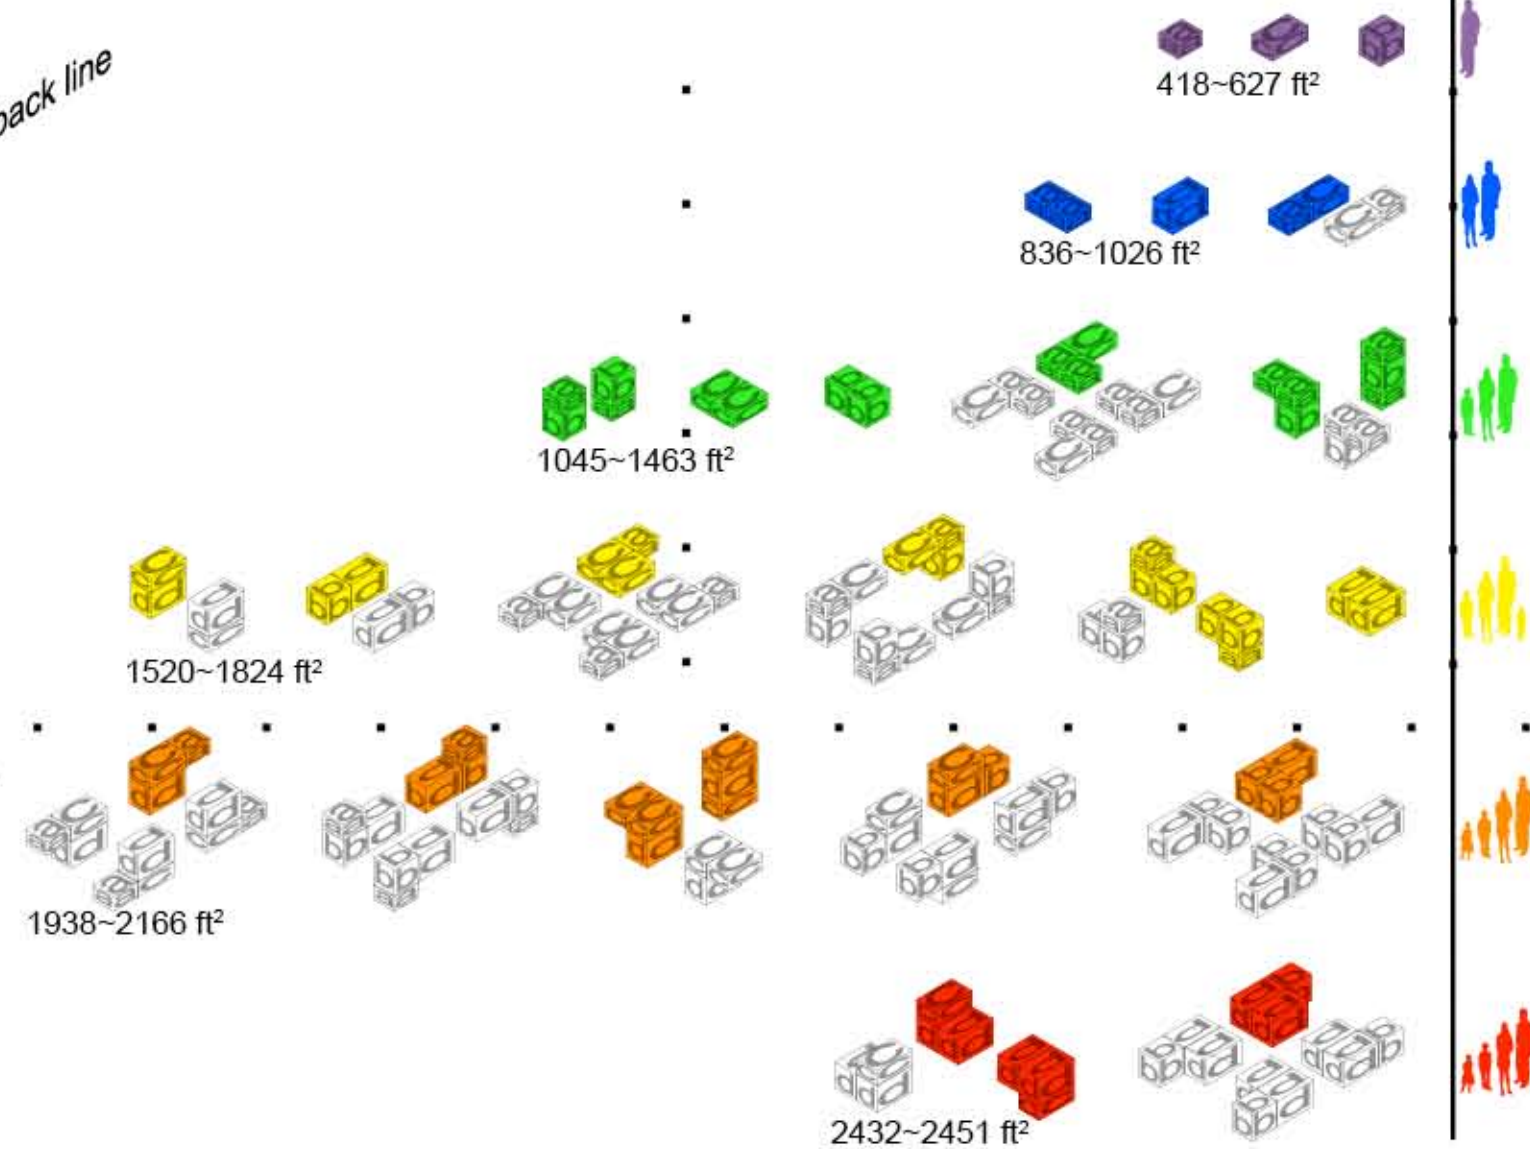 back line
418~627 ft²
836~1026 ft²
1045~1463 ft²
1520~1824 ft²
1938~2166 ft²
2432~2451 ft²